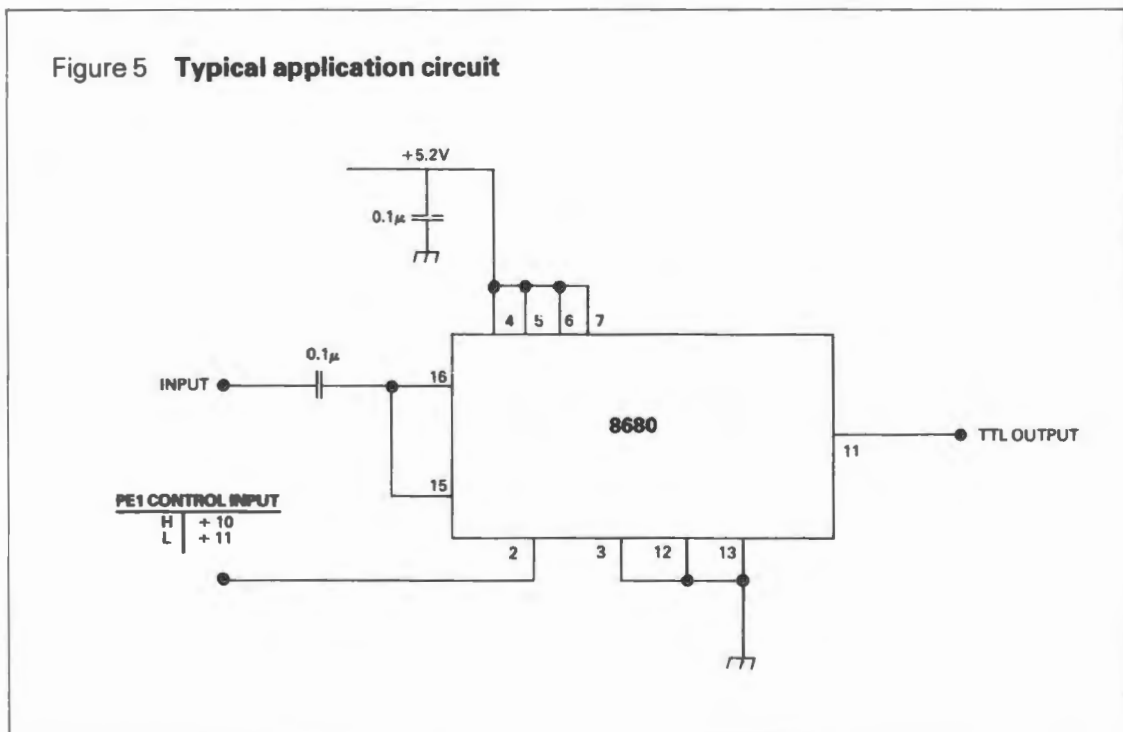 Figure 5 Typical application circuit
+5.2V
0.1μ
4 5 6 7
0.1μ
INPUT
16
8680
TTL OUTPUT
11
15
PE1 CONTROL INPUT
H + 10
L + 11
2 3 12 13